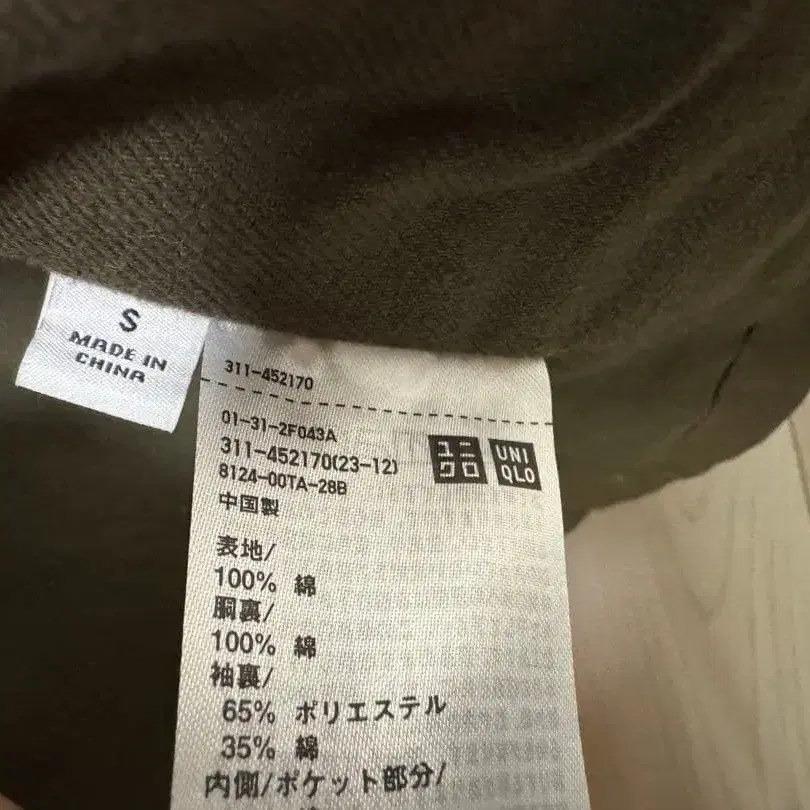 S
MADE IN
CHINA
311-452170
01-31-2F043A
311-452170(23-12)
8124-00TA-28B
中国製
ユニ
クロ
UNI
QLO
表地/
100% 綿
胴裏/
100% 綿
袖裏/
65% ポリエステル
35% 綿
内側/ポケット部分/